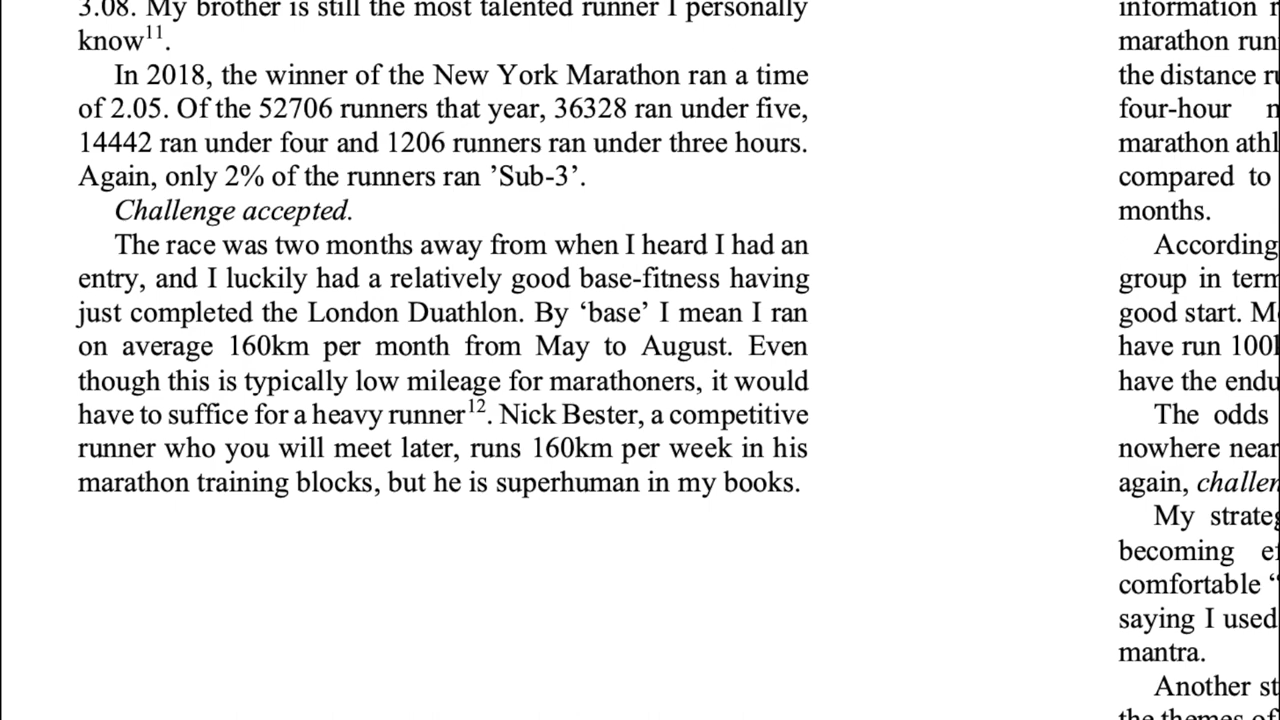 3.08. My brother is still the most talented runner I personally
know¹¹.
In 2018, the winner of the New York Marathon ran a time
of 2.05. Of the 52706 runners that year, 36328 ran under five,
14442 ran under four and 1206 runners ran under three hours.
Again, only 2% of the runners ran ’Sub-3’.
Challenge accepted.
The race was two months away from when I heard I had an
entry, and I luckily had a relatively good base-fitness having
just completed the London Duathlon. By ‘base’ I mean I ran
on average 160km per month from May to August. Even
though this is typically low mileage for marathoners, it would
have to suffice for a heavy runner¹². Nick Bester, a competitive
runner who you will meet later, runs 160km per week in his
marathon training blocks, but he is superhuman in my books.
information
marathon run
the distance
four-hour
marathon athl
compared to
months.
According
group in term
good start.
have run 100
have the endu
The odds
nowhere near
again, challen
My strateg
becoming
comfortable “
saying I used
mantra.
Another st
the themes of